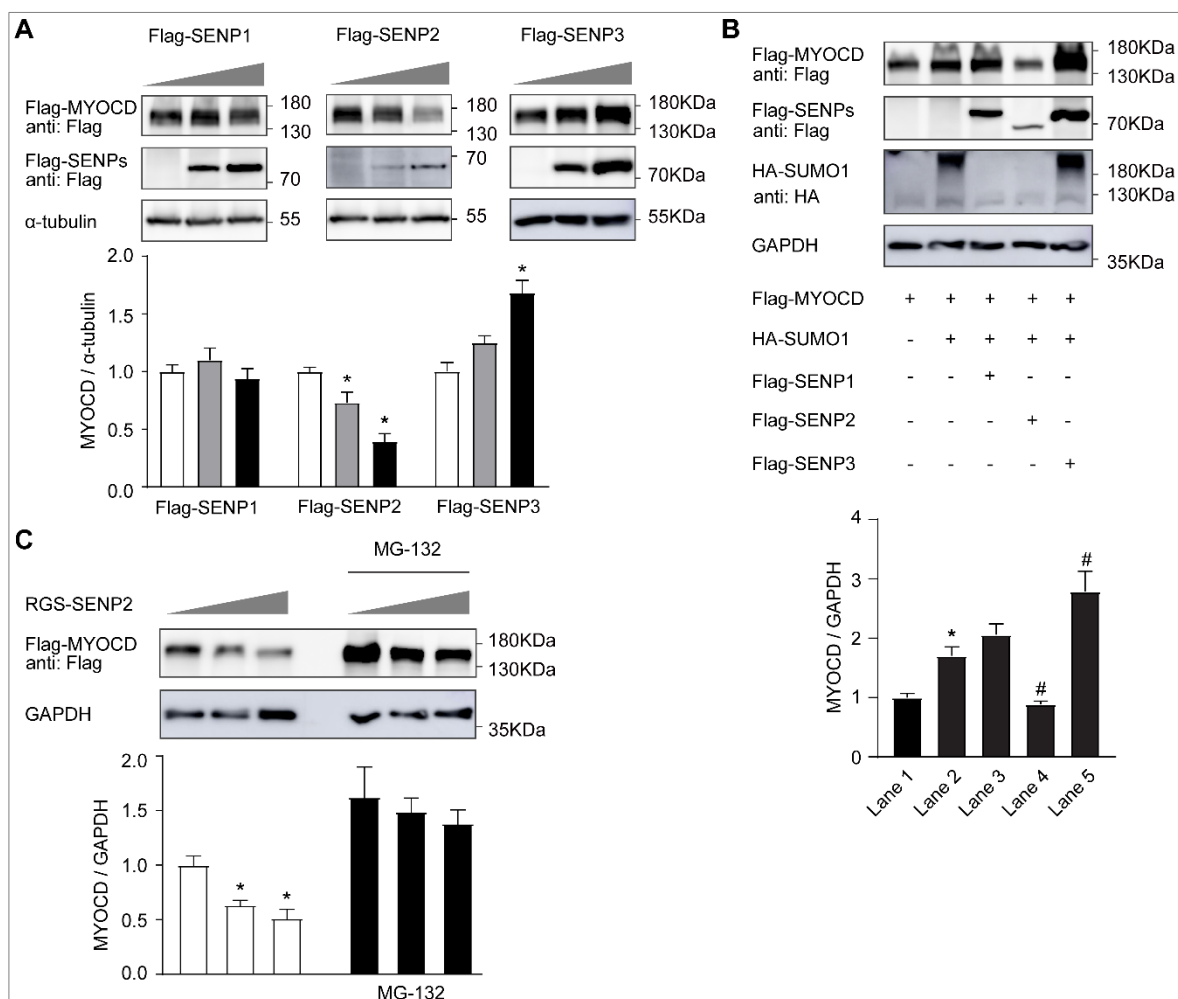 A
Flag-SENP1 Flag-SENP2 Flag-SENP3
Flag-MYOCD
anti: Flag
180
130
180
130
180KDa
130KDa
Flag-SENPs
anti: Flag
70
70
70KDa
α-tubulin
55
55
55KDa
MYOCD / α-tubulin
2.0
1.5
1.0
0.5
0.0
* * *
*
Flag-SENP1 Flag-SENP2 Flag-SENP3
B
Flag-MYOCD
anti: Flag
180KDa
130KDa
Flag-SENPs
anti: Flag
70KDa
HA-SUMO1
anti: HA
180KDa
130KDa
GAPDH
35KDa
Flag-MYOCD + + + + +
HA-SUMO1 - + + + +
Flag-SENP1 - - + - -
Flag-SENP2 - - - + -
Flag-SENP3 - - - - +
MYOCD / GAPDH
4
3
2
1
0
* # #
Lane 1 Lane 2 Lane 3 Lane 4 Lane 5
C
MG-132
RGS-SENP2
Flag-MYOCD
anti: Flag
180KDa
130KDa
GAPDH
35KDa
MYOCD / GAPDH
2.0
1.5
1.0
0.5
0.0
* *
MG-132